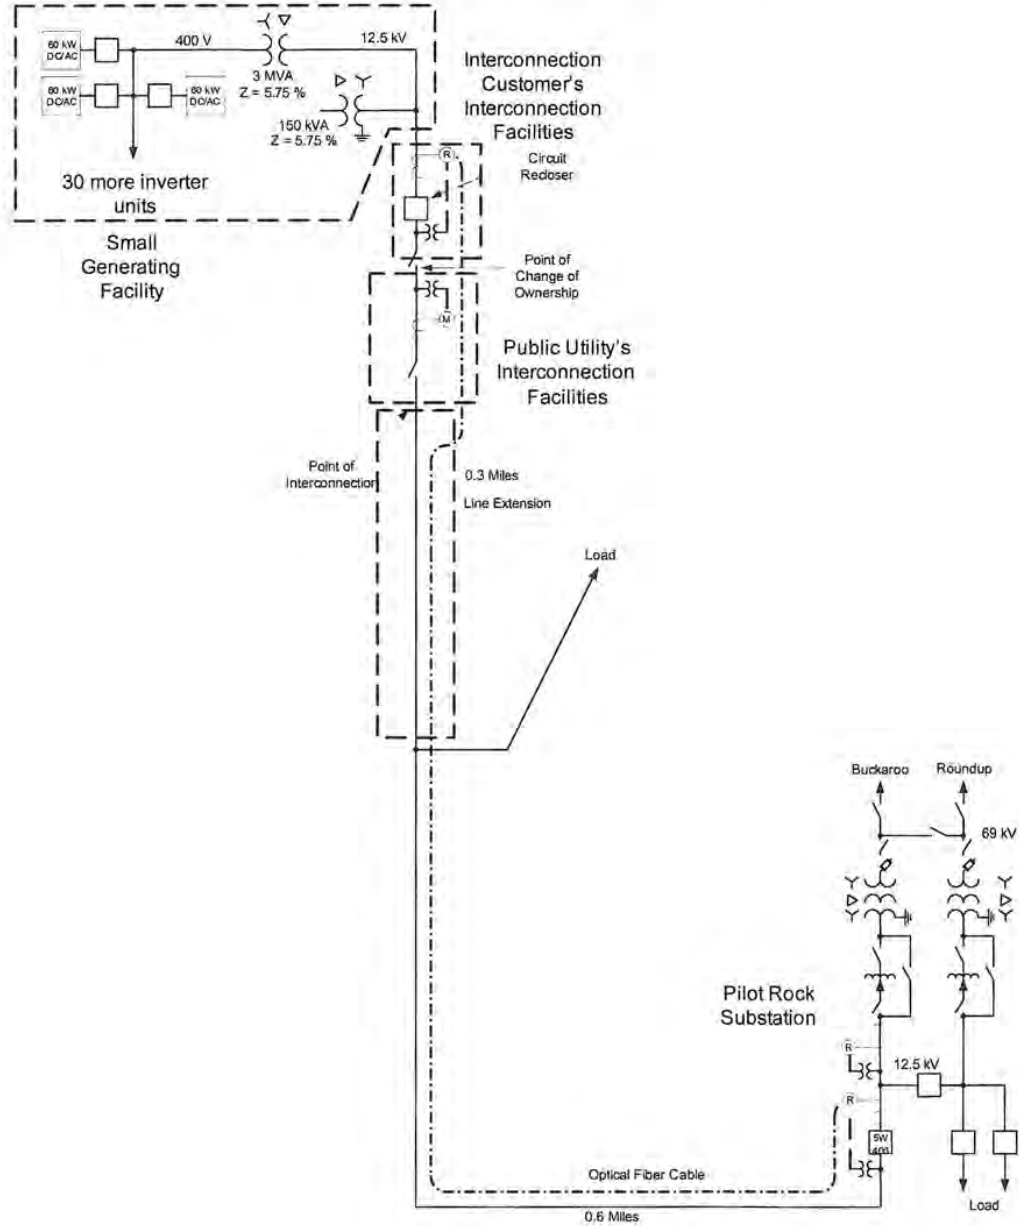 60 kW
DC/AC
400 V
12.5 kV
3 MVA
Z = 5.75 %
60 kW
DC/AC
60 kW
DC/AC
150 kVA
Z = 5.75 %
30 more inverter
units
Small
Generating
Facility
Interconnection
Customer's
Interconnection
Facilities
R
Circuit
Recloser
Point of
Change of
Ownership
M
Public Utility's
Interconnection
Facilities
Point of
Interconnection
0.3 Miles
Line Extension
Load
Buckaroo
Roundup
69 kV
Pilot Rock
Substation
R
12.5 kV
R
5W
406
Optical Fiber Cable
0.6 Miles
Load